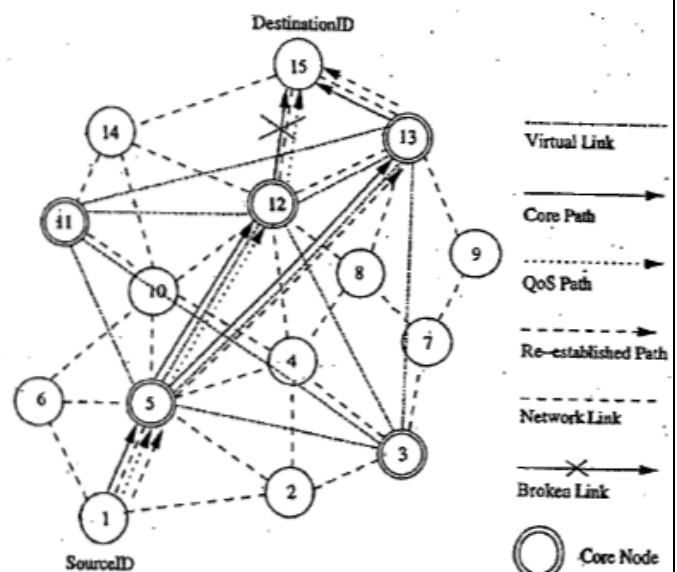 DestinationID
15
14
13
Virtual Link
12
11
Core Path
9
8
10
QoS Path
7
4
Re-established Path
6
5
Network Link
3
2
Broken Link
1
Core Node
SourceID